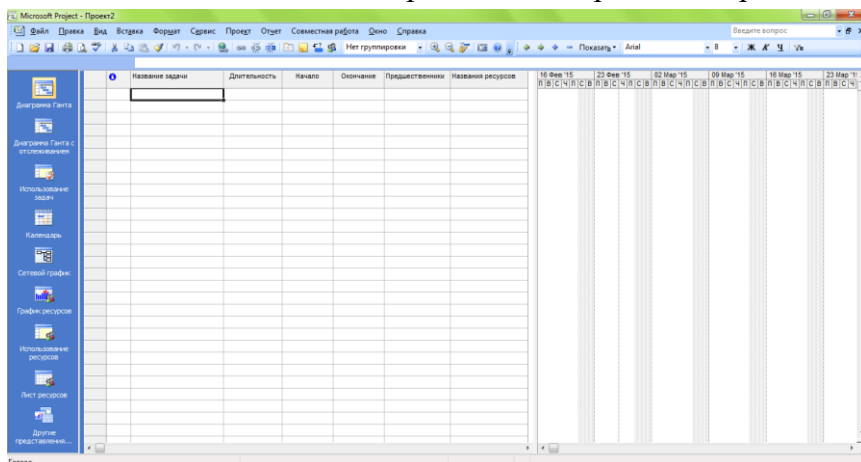 Microsoft Project - Проект2
Файл Правка Вид Вставка Формат Сервис Проект Отчет Совместная работа Окно Справка
Введите вопрос
Нет группировки
Показать
Arial
8
Ж К Ч
Название задачи Длительность Начало Окончание Предшественники Названия ресурсов
16 Фев '15 23 Фев '15 02 Мар '15 09 Мар '15 16 Мар '15 23 Мар '1
П В С Ч П С В П В С Ч П С В П В С Ч П С В П В С Ч П С В П В С Ч П С В П В С Ч
Диаграмма Ганта
Диаграмма Ганта с
отслеживанием
Использование
задач
Календарь
Сетевой график
График ресурсов
Использование
ресурсов
Лист ресурсов
Другие
представления...